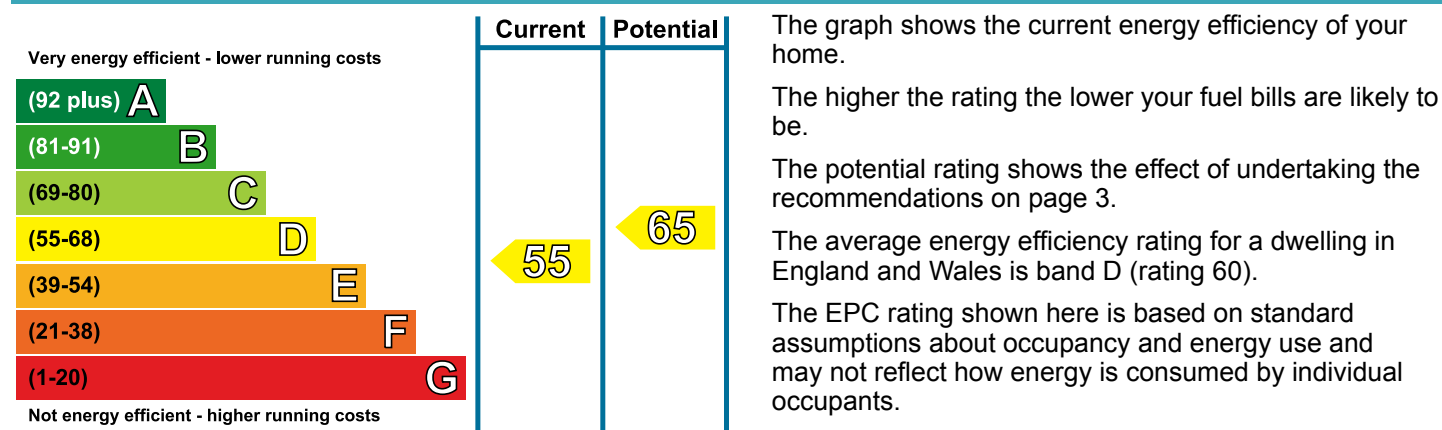 Current Potential
Very energy efficient - lower running costs
(92 plus) A
(81-91) B
(69-80) C
(55-68) D
(39-54) E
(21-38) F
(1-20) G
Not energy efficient - higher running costs
55
65
The graph shows the current energy efficiency of your
home.
The higher the rating the lower your fuel bills are likely to
be.
The potential rating shows the effect of undertaking the
recommendations on page 3.
The average energy efficiency rating for a dwelling in
England and Wales is band D (rating 60).
The EPC rating shown here is based on standard
assumptions about occupancy and energy use and
may not reflect how energy is consumed by individual
occupants.